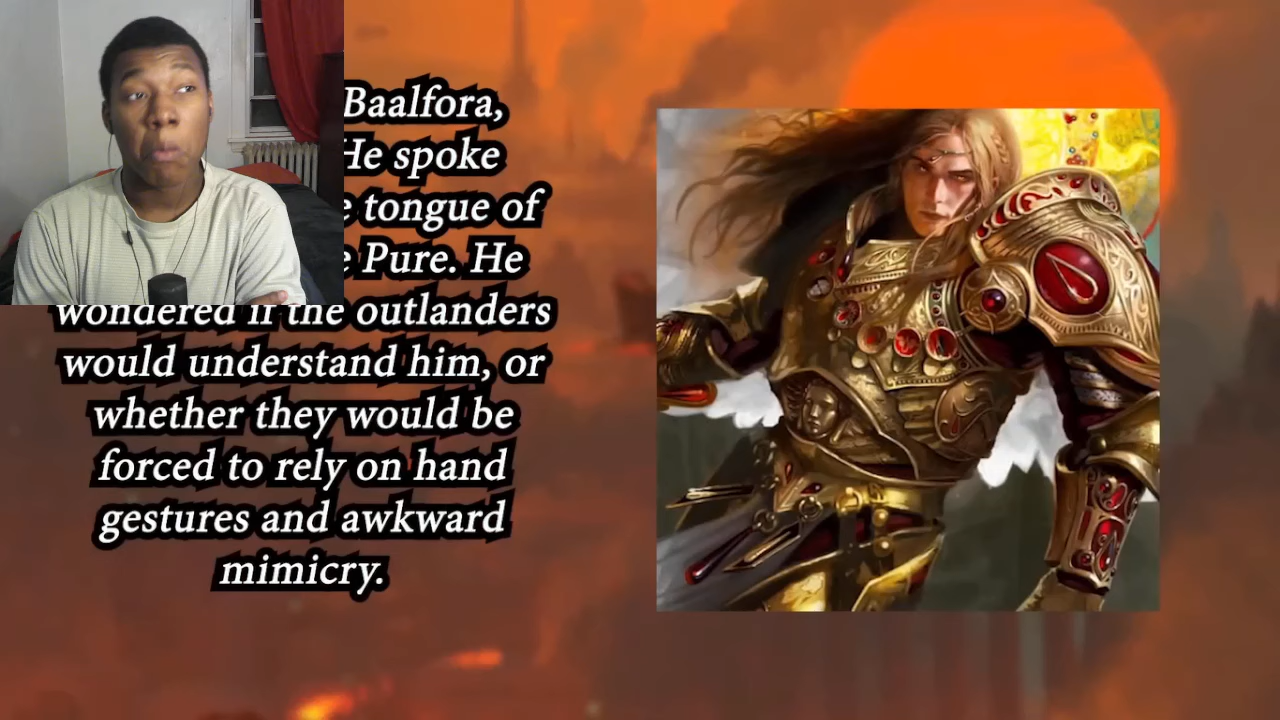 Baalfora,
He spoke
tongue of
Pure. He
wondered if the outlanders
would understand him, or
whether they would be
forced to rely on hand
gestures and awkward
mimicry.